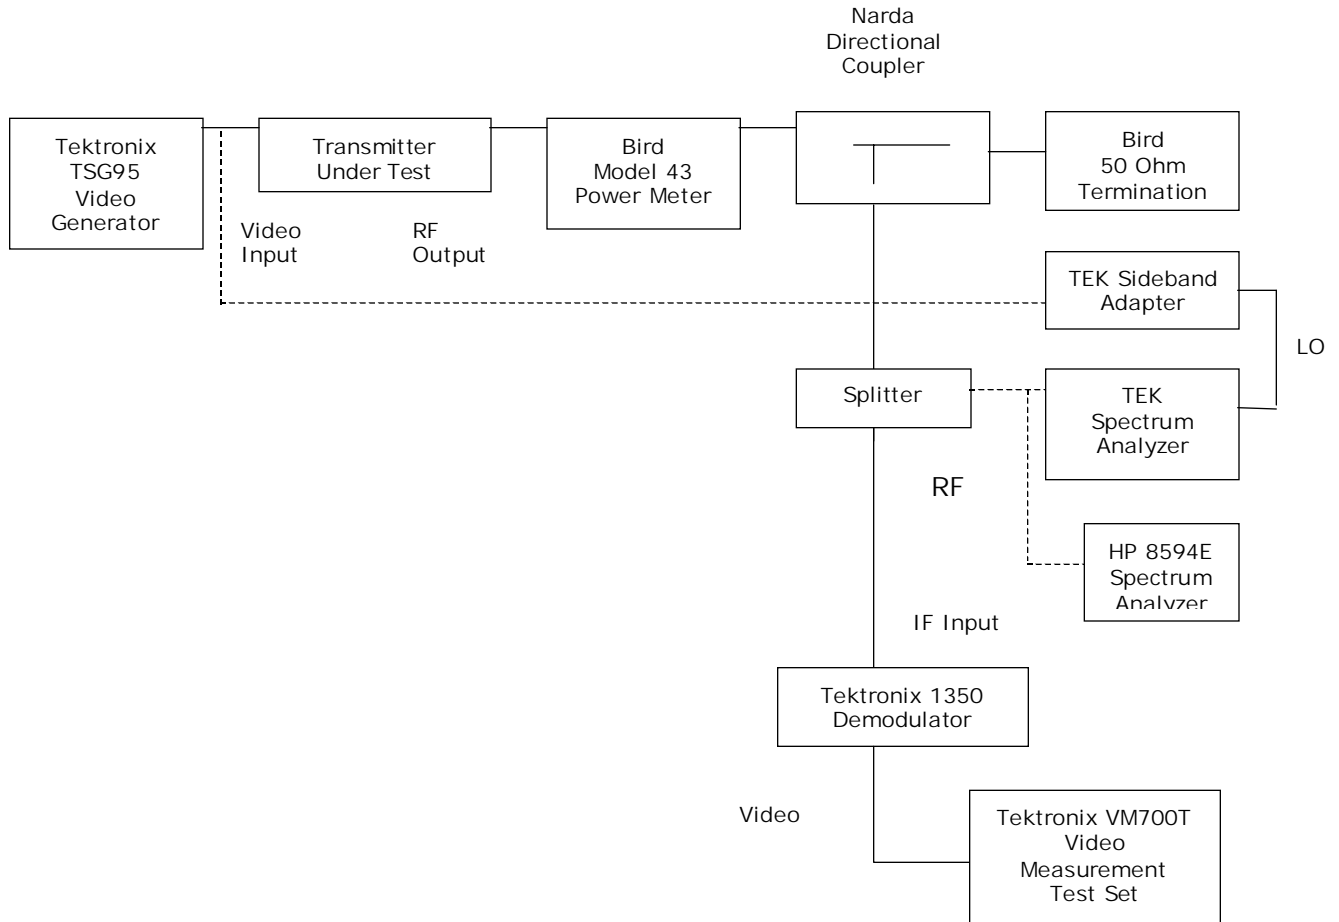 Narda
Directional
Coupler
Tektronix
TSG95
Video
Generator
Transmitter
Under Test
Bird
Model 43
Power Meter
Bird
50 Ohm
Termination
Video
Input
RF
Output
TEK Sideband
Adapter
LO
Splitter
TEK
Spectrum
Analyzer
RF
HP 8594E
Spectrum
Analyzer
IF Input
Tektronix 1350
Demodulator
Video
Tektronix VM700T
Video
Measurement
Test Set